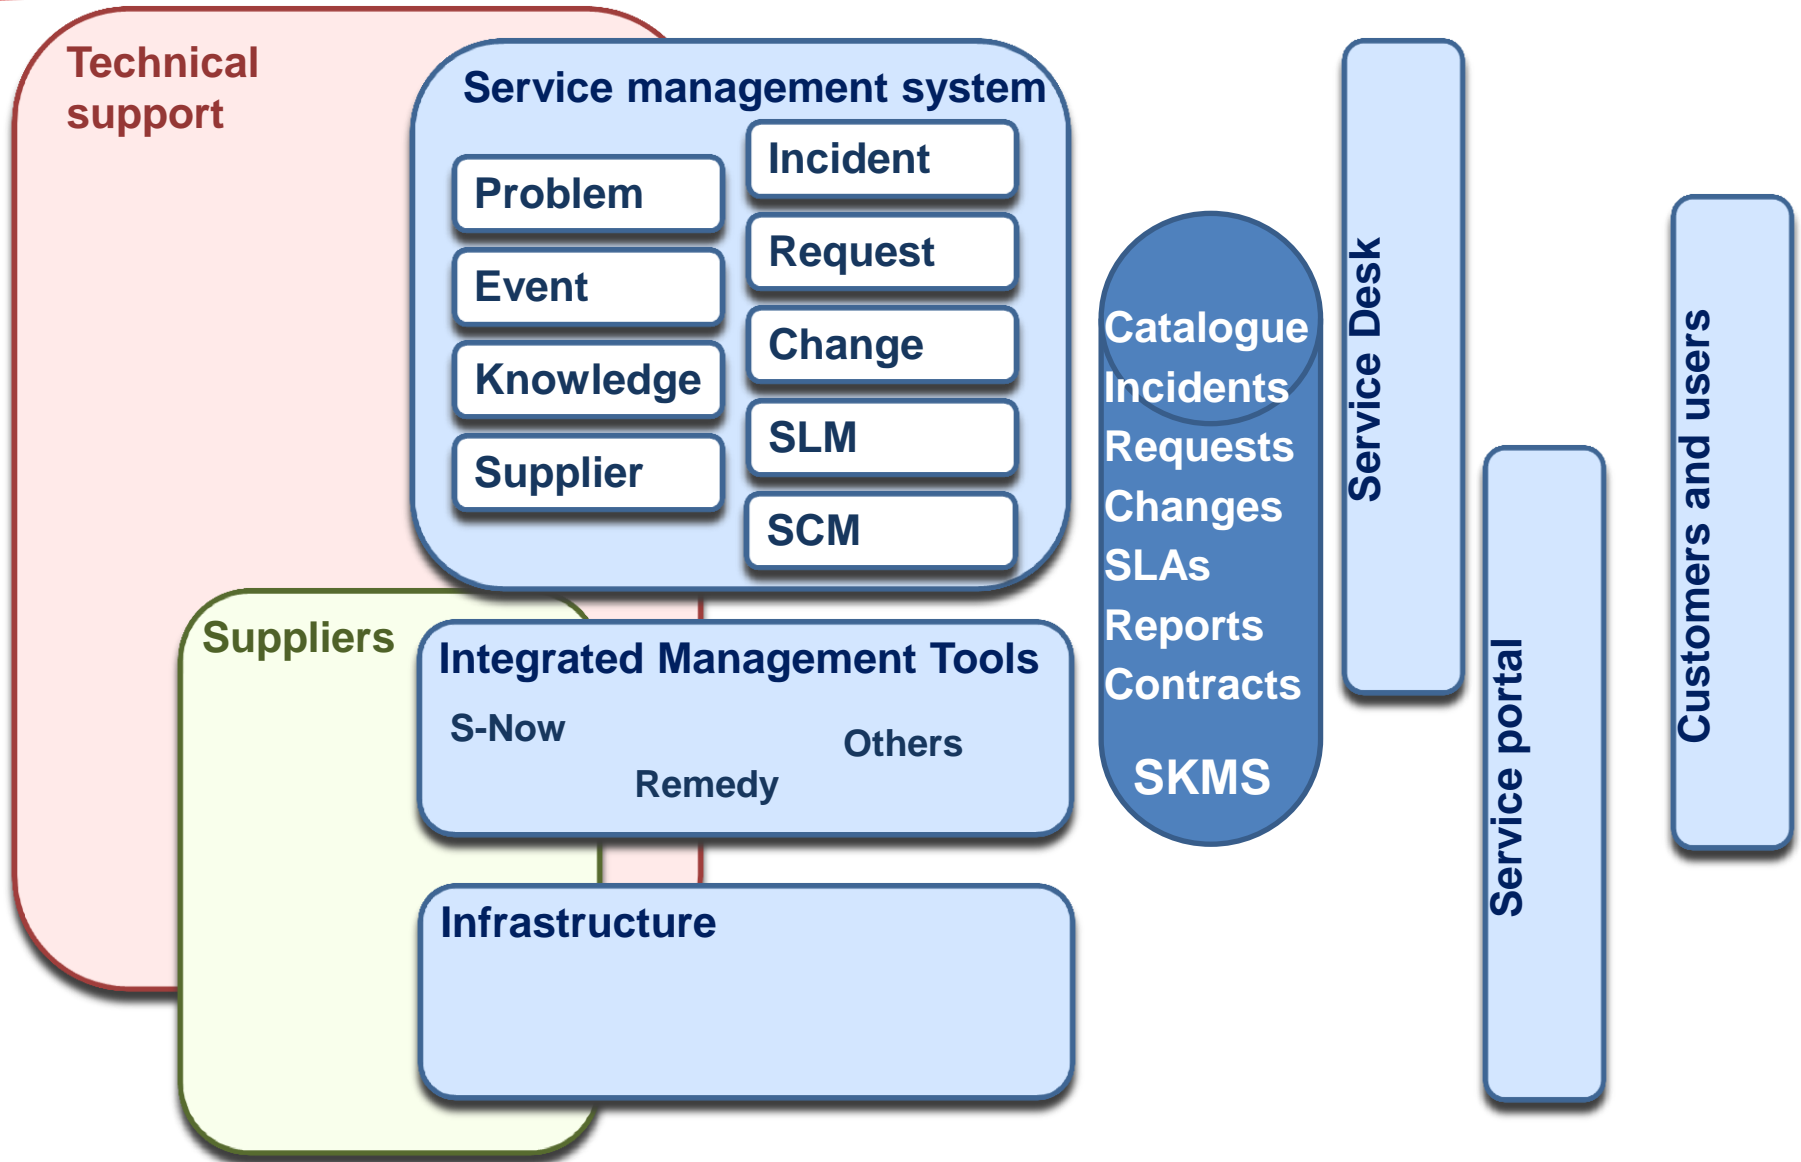 Technical
support
Service management system
Problem
Event
Knowledge
Supplier
Incident
Request
Change
SLM
SCM
Suppliers
Integrated Management Tools
S-Now
Remedy
Others
Infrastructure
Catalogue
Incidents
Requests
Changes
SLAs
Reports
Contracts
SKMS
Service Desk
Service portal
Customers and users